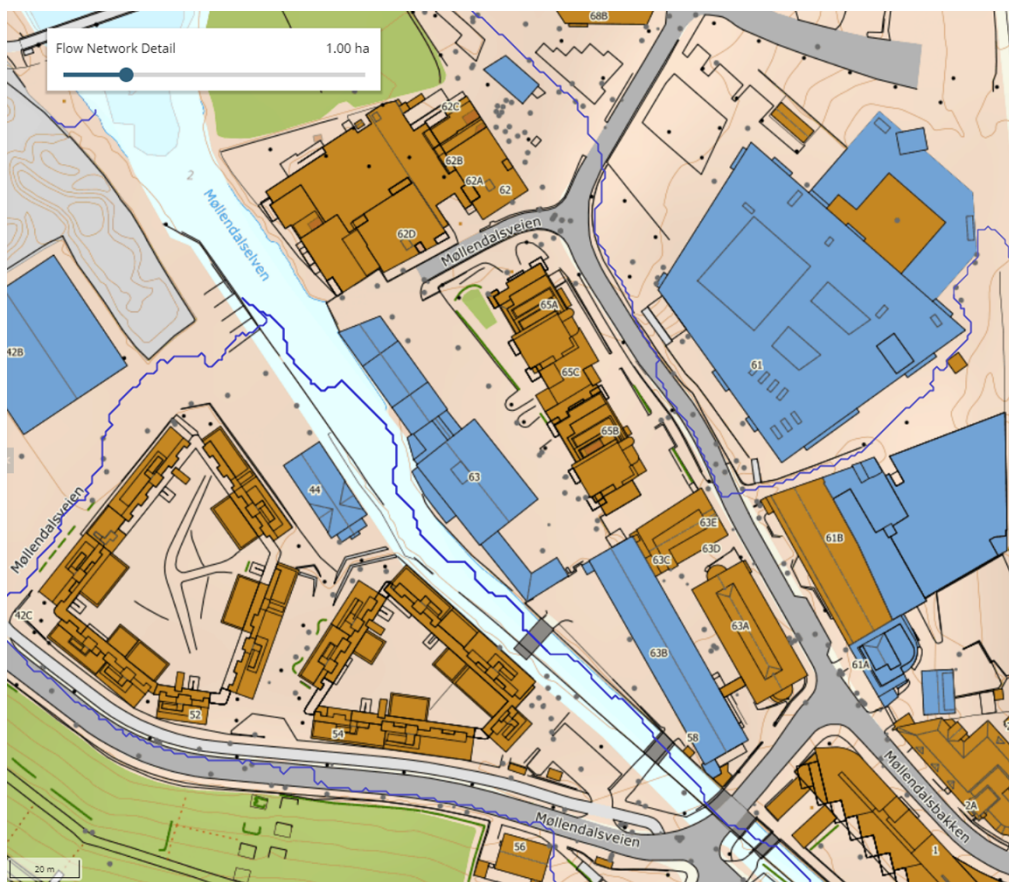 68B
Flow Network Detail 1.00 ha
62C
62B
62A
62
2
Møllendalselven
62D
Møllendalsveien
65A
42B
61
65C
65B
63
44
Møllendalsveien
63E
61B
63D
63C
42C
63A
63B
61A
52
54
58
Møllendalsveien
Møllendalsbakken
2A
1
56
20 m